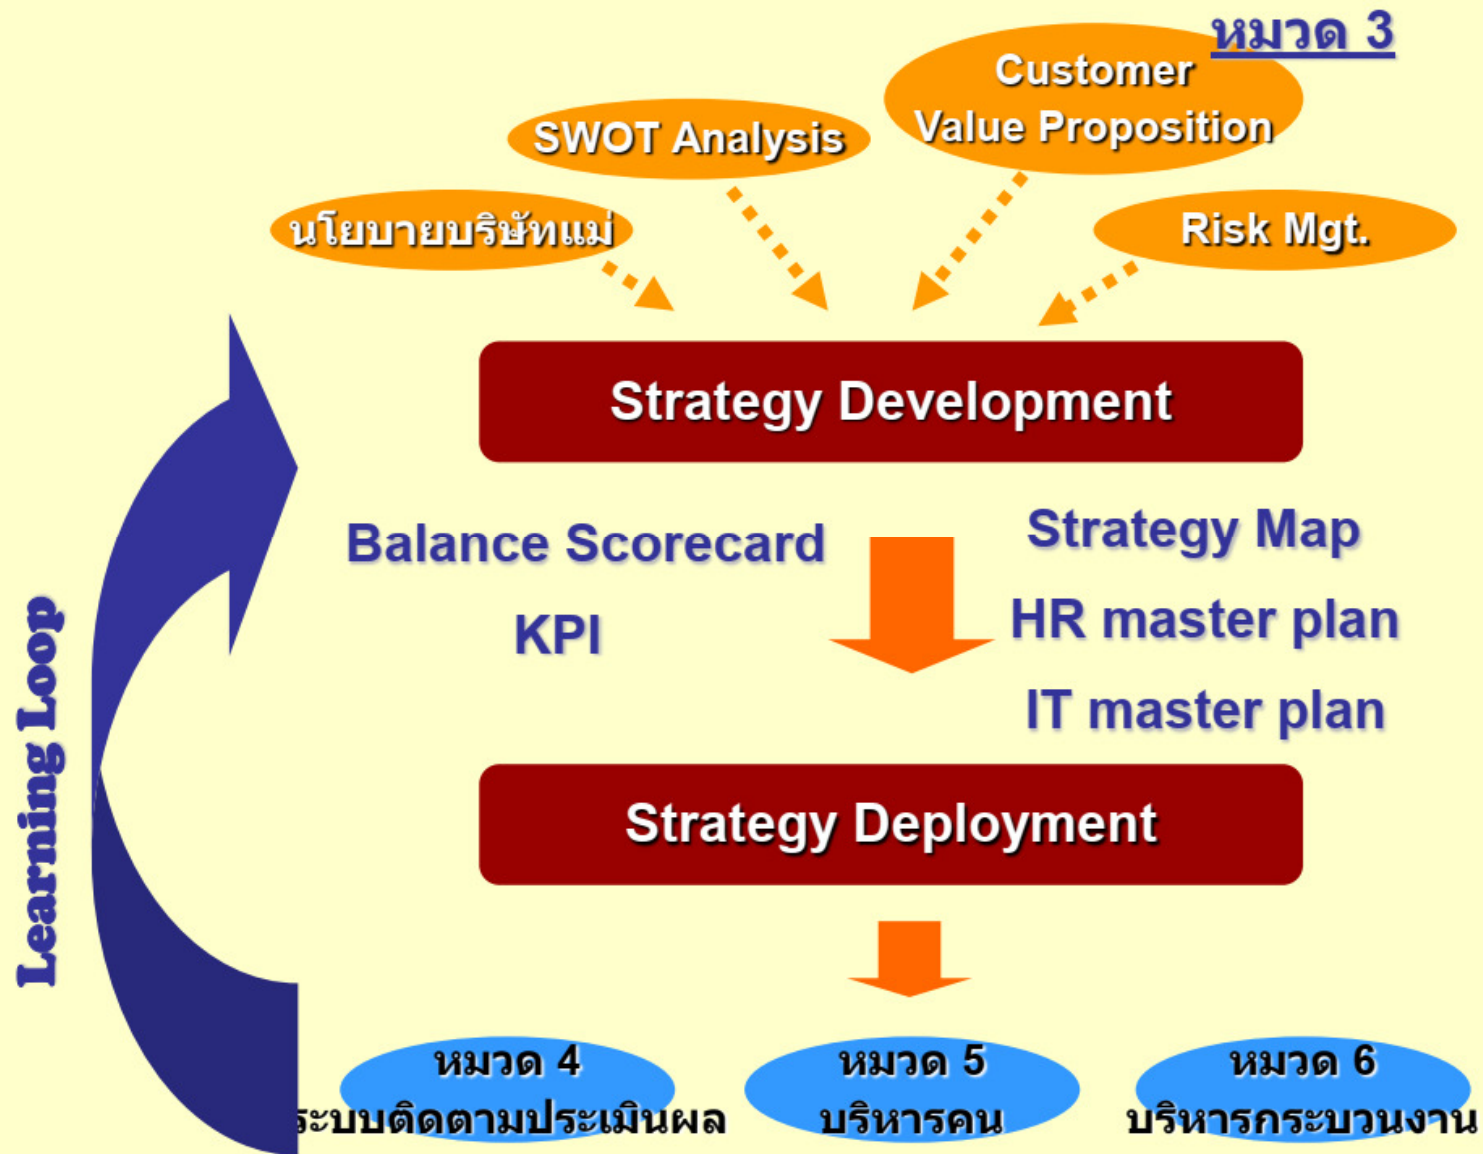 หมวด 3
Customer
Value Proposition
SWOT Analysis
นโยบายบริษัทแม่
Risk Mgt.
Strategy Development
Balance Scorecard
KPI
Strategy Map
HR master plan
IT master plan
Learning Loop
Strategy Deployment
หมวด 4
ระบบติดตามประเมินผล
หมวด 5
บริหารคน
หมวด 6
บริหารกระบวนงาน